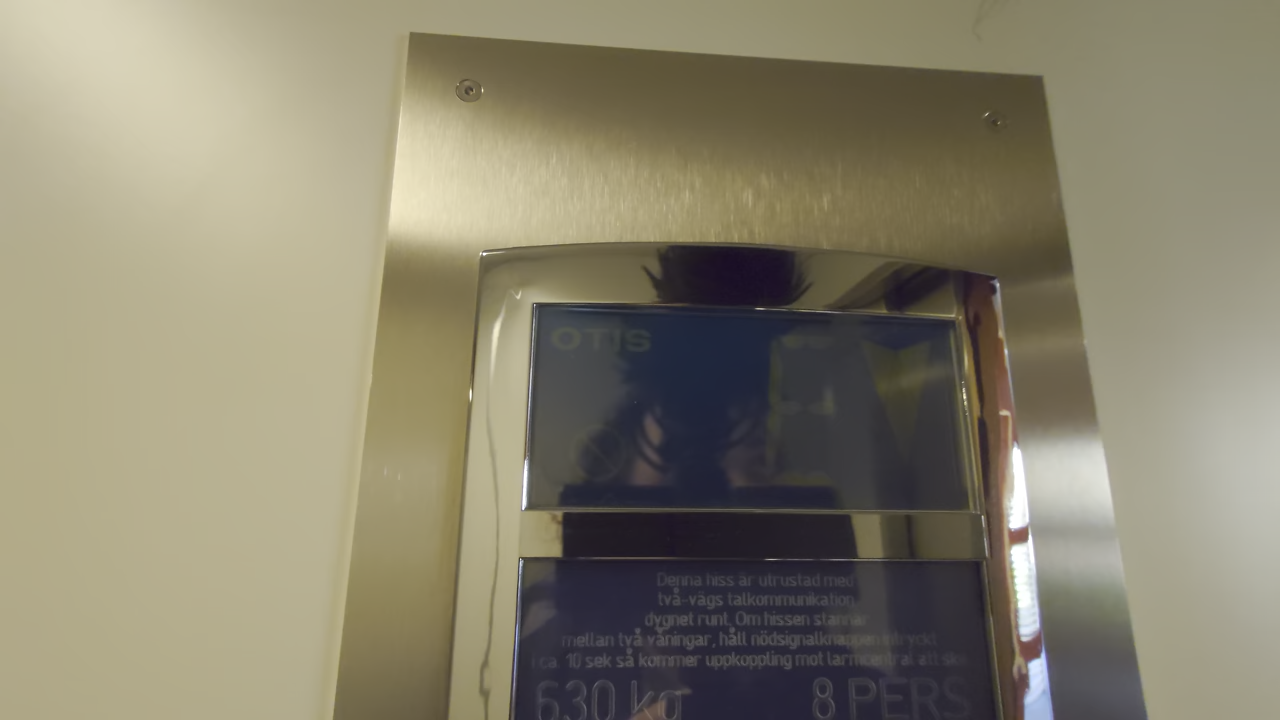 OTIS
Denna hiss är utrustad med
två-vägs talkommunikation
dygnet runt. Om hissen stannar
mellan två våningar, håll nödsignalknappen intryckt
i ca. 10 sek så kommer uppkoppling mot larmcentral att ske
630 kg 8 PERS